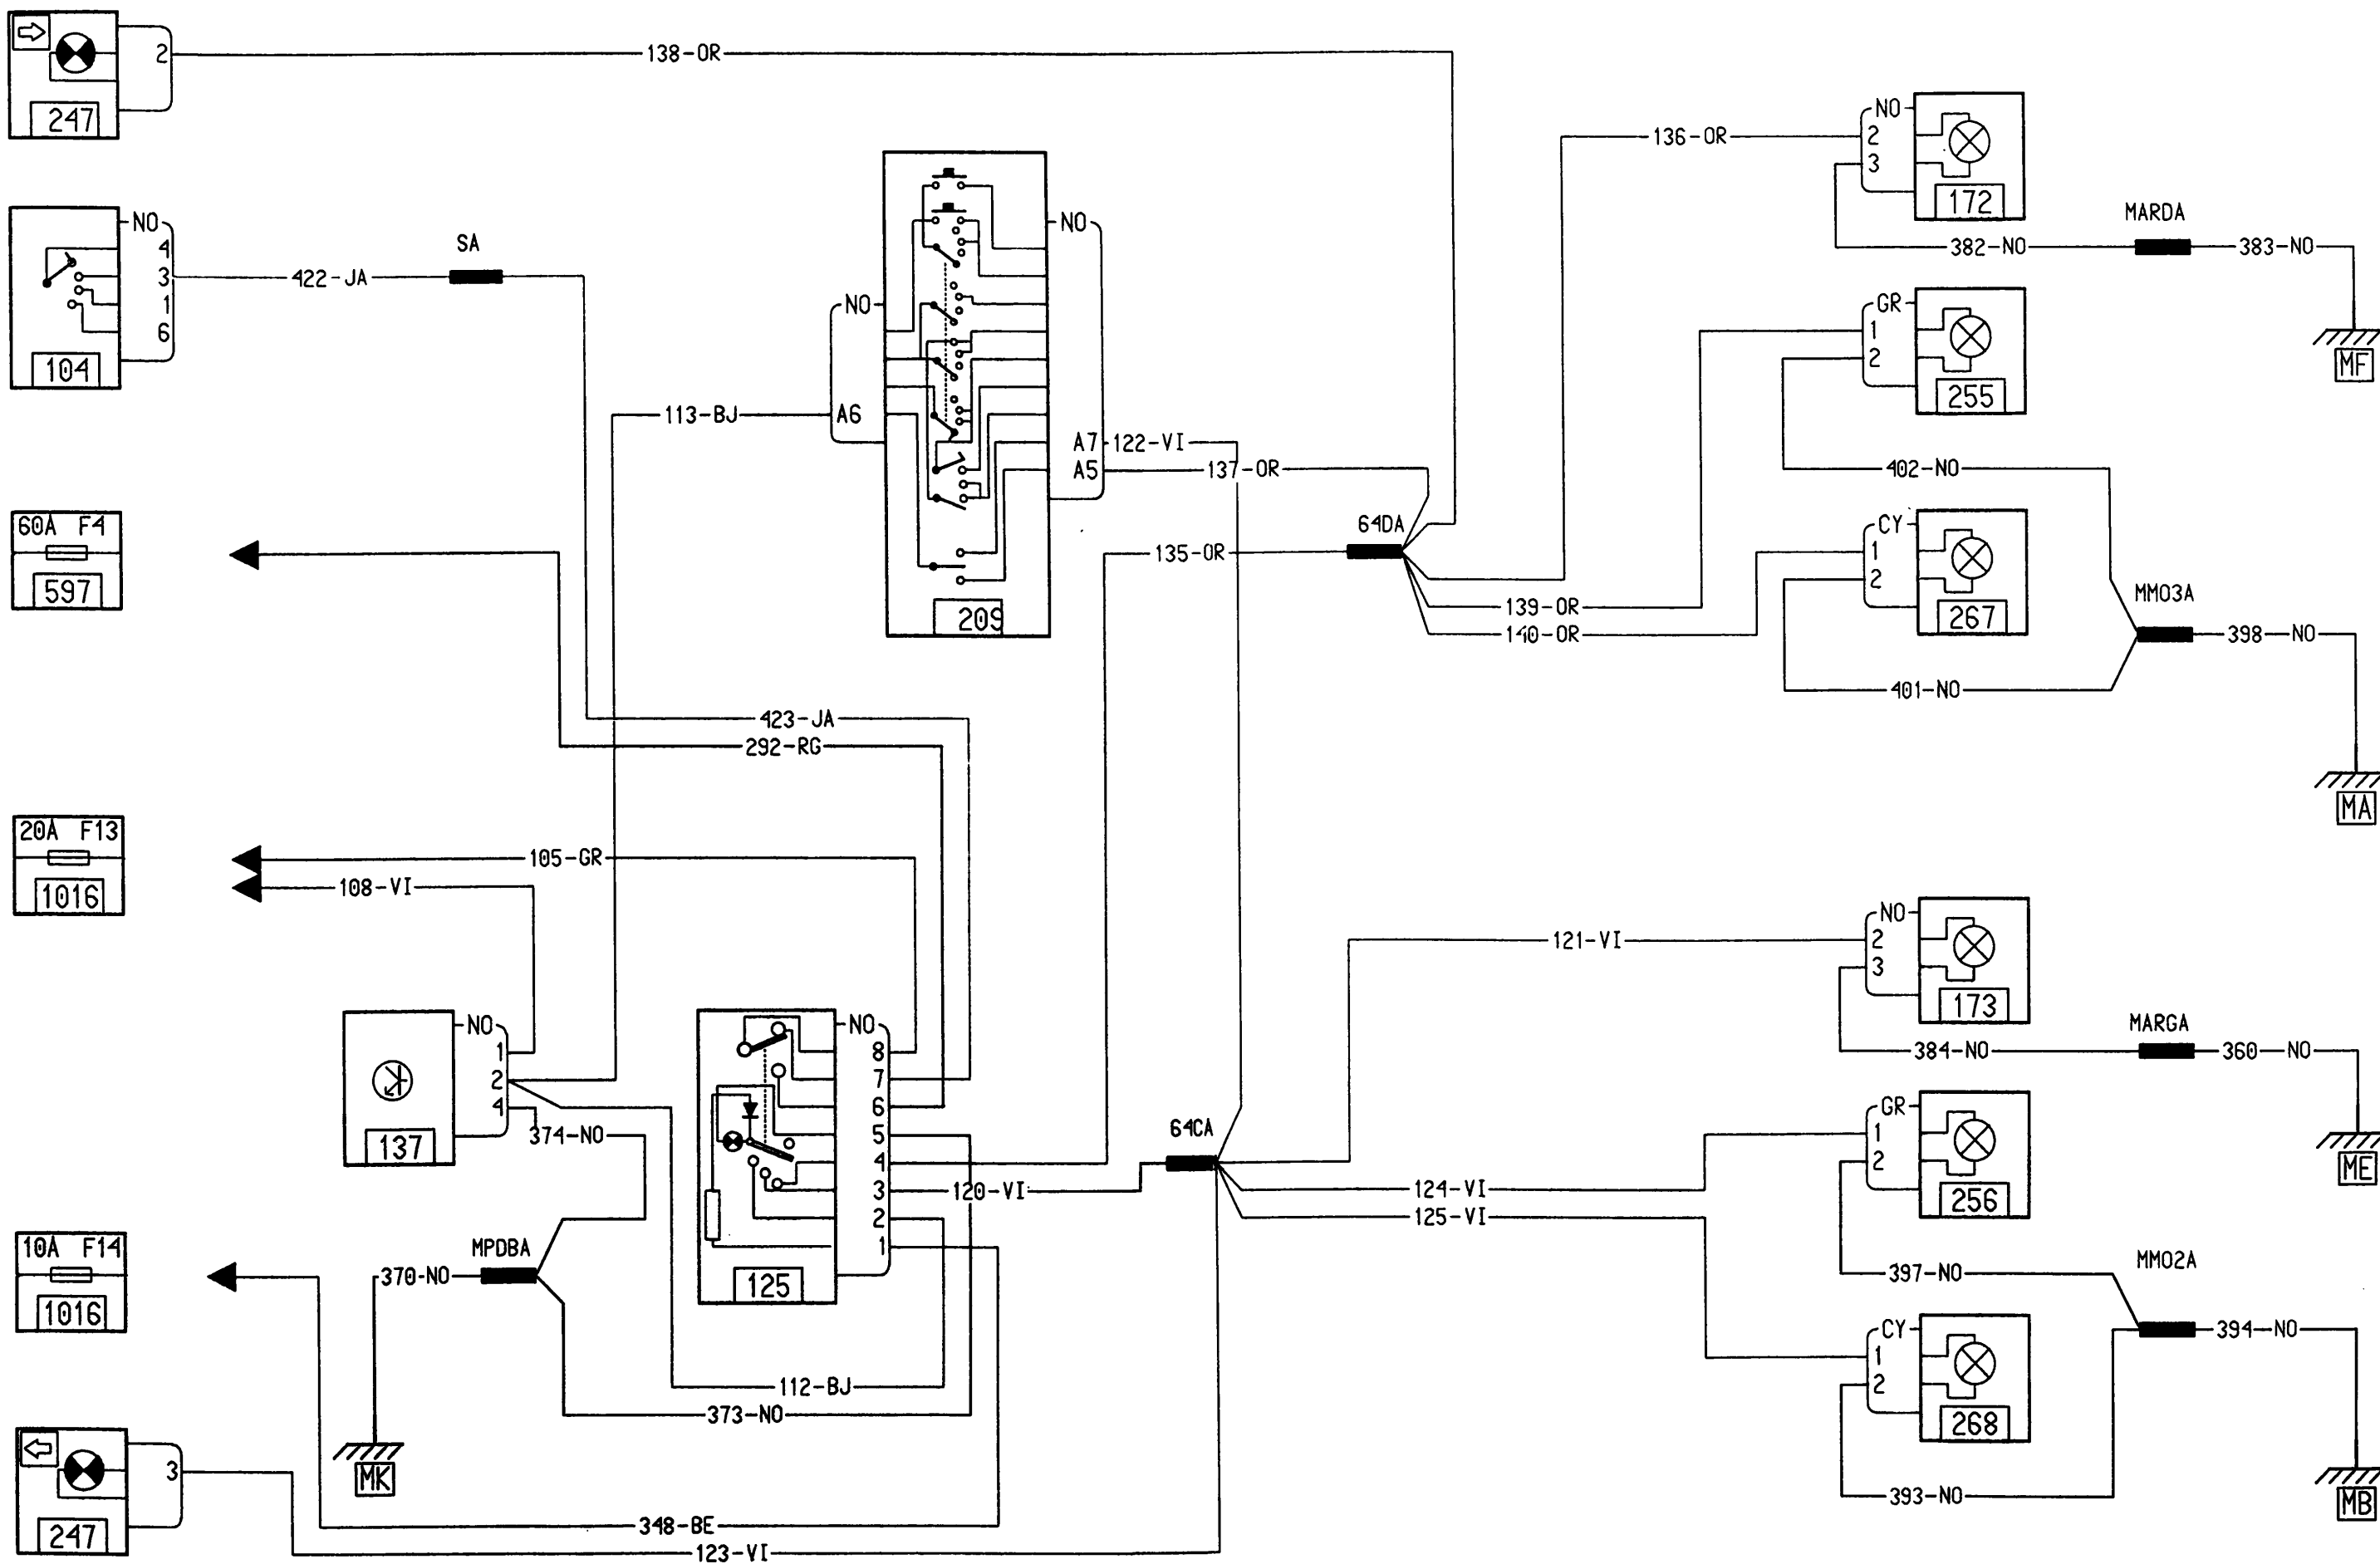 2
138-OR
247
NO
2
3
136-OR
172
382-NO
MARDA
383-NO
MF
NO
4
3
1
6
104
422-JA
SA
NO
NO
A6
113-BJ
A7
122-VI
A5
137-OR
209
GR
1
2
255
402-NO
60A F4
597
64DA
135-OR
139-OR
140-OR
CY
1
2
267
401-NO
MM03A
398-NO
MA
423-JA
292-RG
20A F13
1016
105-GR
108-VI
NO
1
2
4
137
374-NO
NO
8
7
6
5
4
3
2
1
125
120-VI
64CA
121-VI
NO
2
3
173
384-NO
MARGA
360-NO
ME
124-VI
125-VI
GR
1
2
256
397-NO
MM02A
394-NO
MB
10A F14
1016
370-NO
MPDBA
MK
112-BJ
373-NO
CY
1
2
268
393-NO
3
247
348-BE
123-VI